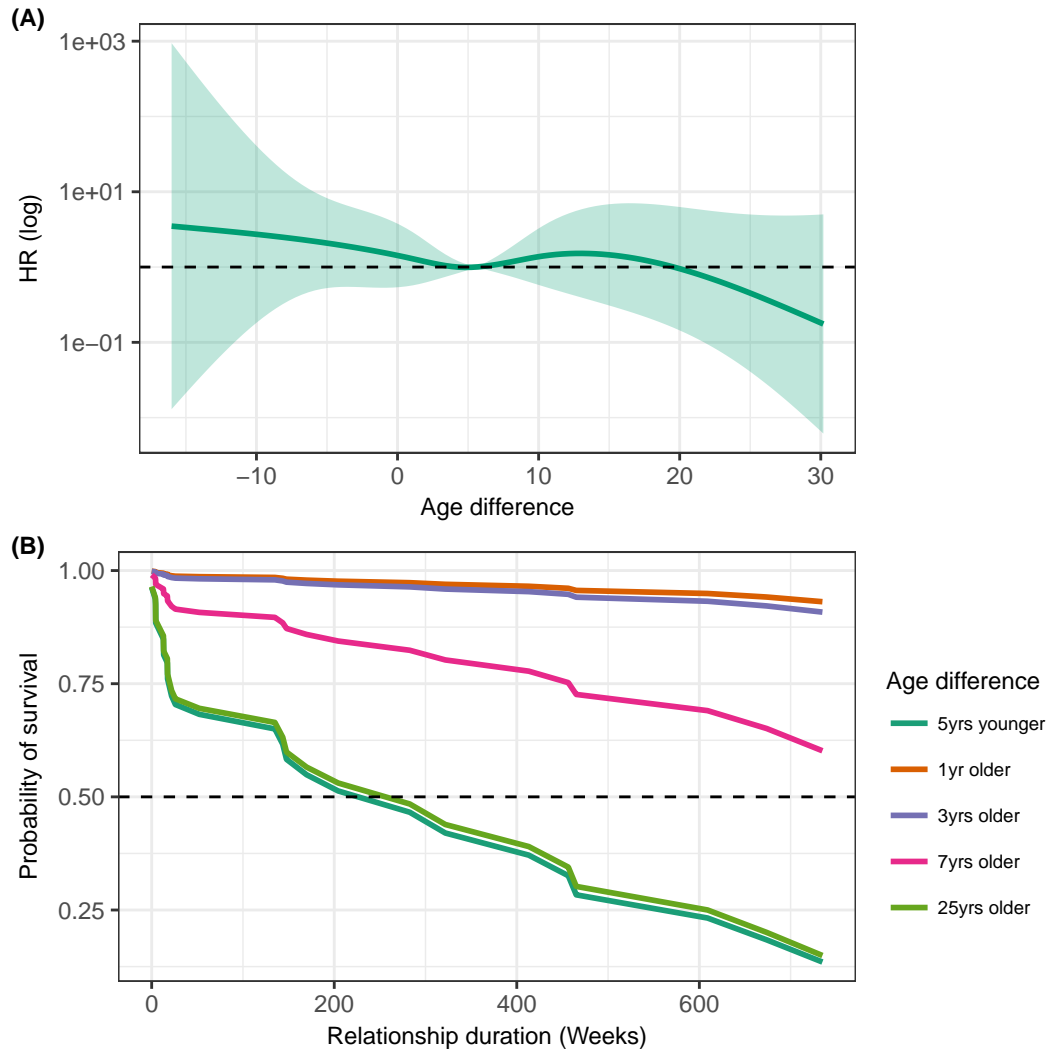 (A)
1e+03
1e+01
1e−01
HR (log)
−10 0 10 20 30
Age difference
(B)
1.00
0.75
0.50
0.25
Probability of survival
0 200 400 600
Relationship duration (Weeks)
Age difference
5yrs younger
1yr older
3yrs older
7yrs older
25yrs older